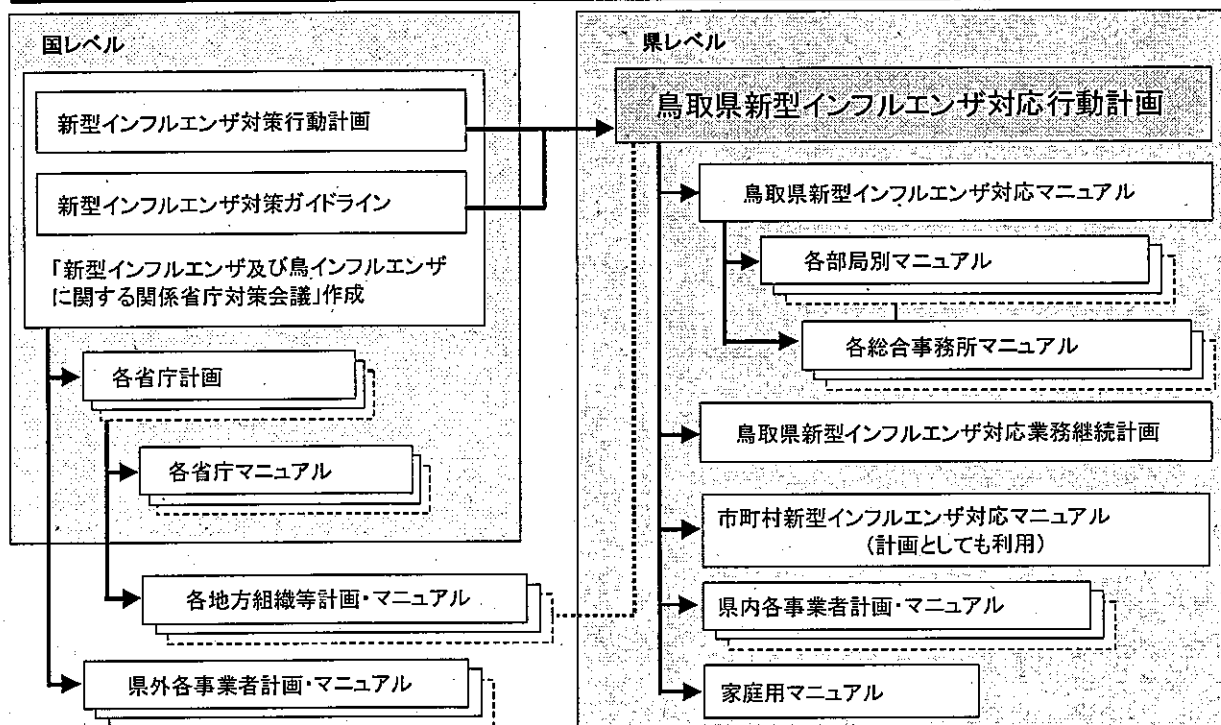 国レベル
新型インフルエンザ対策行動計画
新型インフルエンザ対策ガイドライン
「新型インフルエンザ及び鳥インフルエンザ
に関する関係省庁対策会議」作成
各省庁計画
各省庁マニュアル
各地方組織等計画・マニュアル
県外各事業者計画・マニュアル
県レベル
鳥取県新型インフルエンザ対応行動計画
鳥取県新型インフルエンザ対応マニュアル
各部局別マニュアル
各総合事務所マニュアル
鳥取県新型インフルエンザ対応業務継続計画
市町村新型インフルエンザ対応マニュアル
(計画としても利用)
県内各事業者計画・マニュアル
家庭用マニュアル